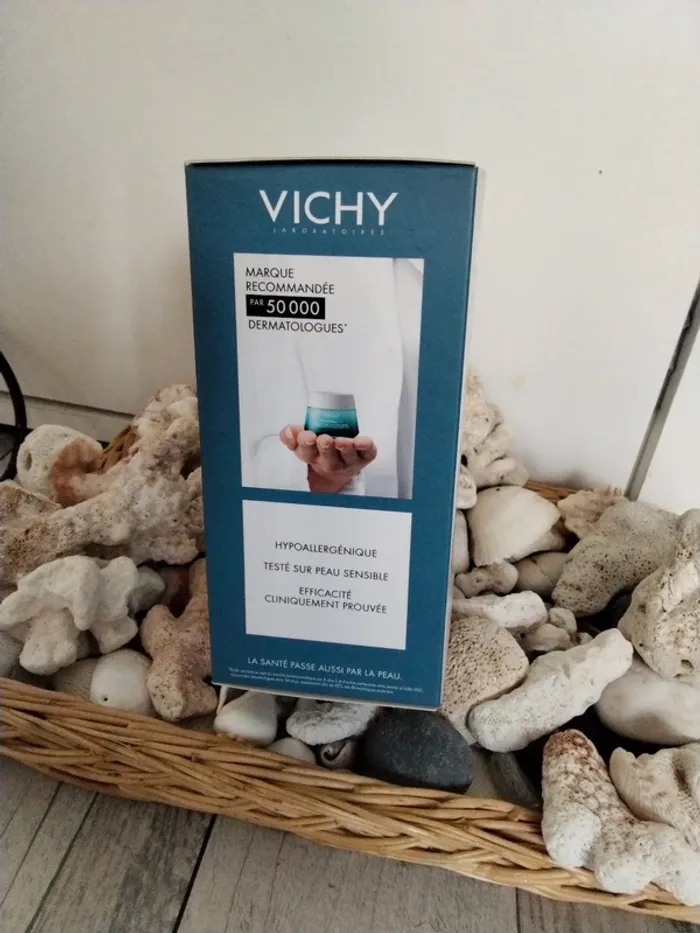 VICHY
LABORATOIRES
MARQUE
RECOMMANDÉE
PAR 50 000
DERMATOLOGUES*
HYPOALLERGÉNIQUE
TESTÉ SUR PEAU SENSIBLE
EFFICACITÉ
CLINIQUEMENT PROUVÉE
LA SANTÉ PASSE AUSSI PAR LA PEAU.